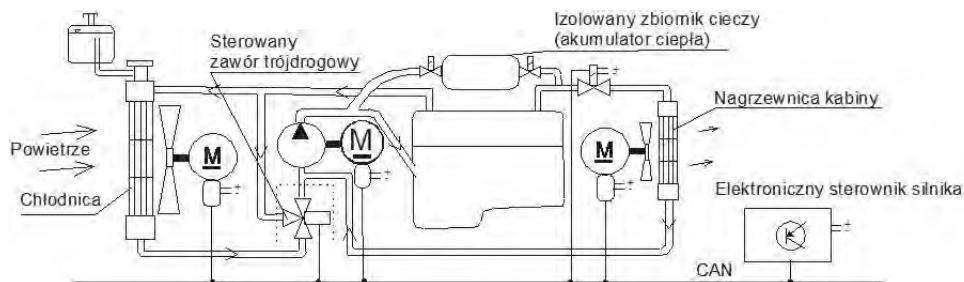 Izolowany zbiornik cieczy
(akumulator ciepła)
Sterowany
zawór trójdrogowy
Nagrzewnica kabiny
Powietrze
M
M
M
Chłodnica
Elektroniczny sterownik silnika
CAN